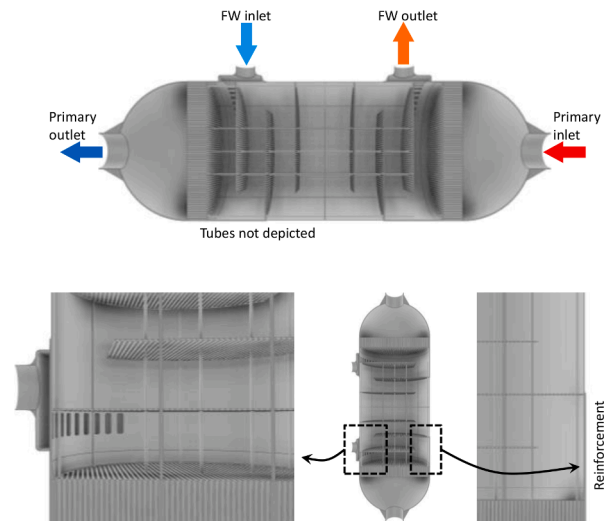 FW inlet
FW outlet
Primary
outlet
Primary
inlet
Tubes not depicted
Reinforcement